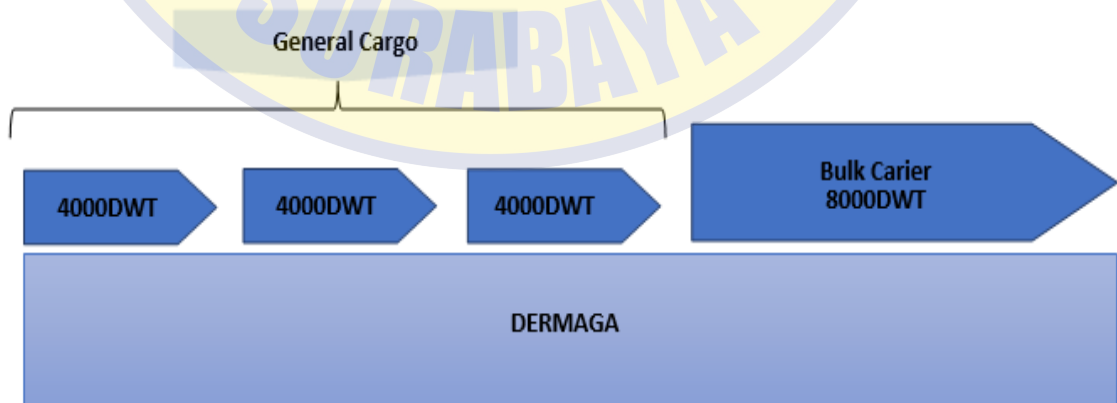 SURABAYA
General Cargo
4000DWT
4000DWT
4000DWT
Bulk Carier
8000DWT
DERMAGA